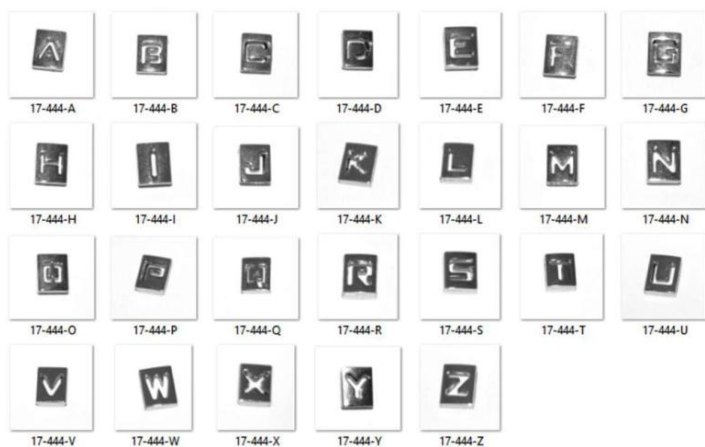 A B C D E F G
17-444-A 17-444-B 17-444-C 17-444-D 17-444-E 17-444-F 17-444-G
H I J K L M N
17-444-H 17-444-I 17-444-J 17-444-K 17-444-L 17-444-M 17-444-N
O P Q R S T U
17-444-O 17-444-P 17-444-Q 17-444-R 17-444-S 17-444-T 17-444-U
V W X Y Z
17-444-V 17-444-W 17-444-X 17-444-Y 17-444-Z